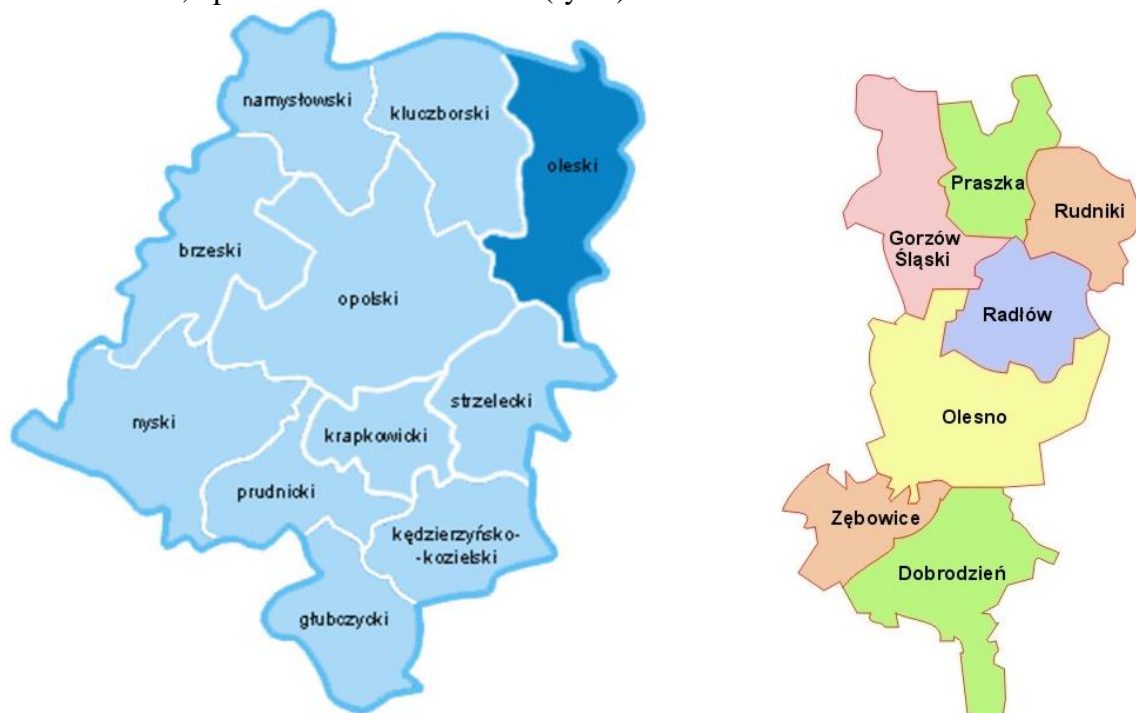 namysłowski
kluczborski
oleski
brzeski
opolski
nyski
strzelecki
krapkowicki
prudnicki
kędzierzyńsko-
-kozielski
głubczycki
Praszka
Rudniki
Gorzów
Śląski
Radłów
Olesno
Zębowice
Dobrodzień